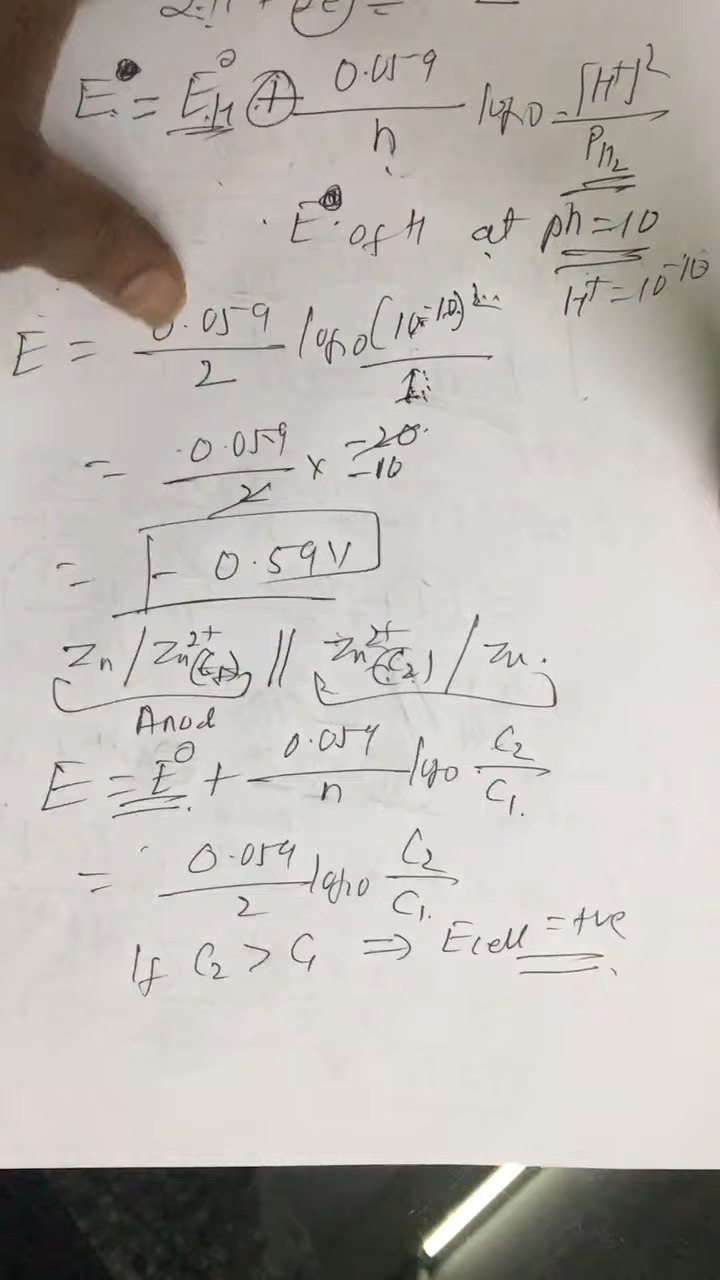 E = E°H + 0.059/n log10 [H+]²/PH2
E of H at ph=10
H+ = 10⁻¹⁰
E = 0.059/2 log10 (10⁻¹⁰)²/1
= 0.059/2 × -20 -10
= - 0.59V
Zn/Zn²⁺(C1) // Zn²⁺(C2)/Zn.
Anod
E = E° + 0.059/n log10 C2/C1.
= 0.059/2 log10 C2/C1.
If C2 > C1 ⇒ Ecell = +ve